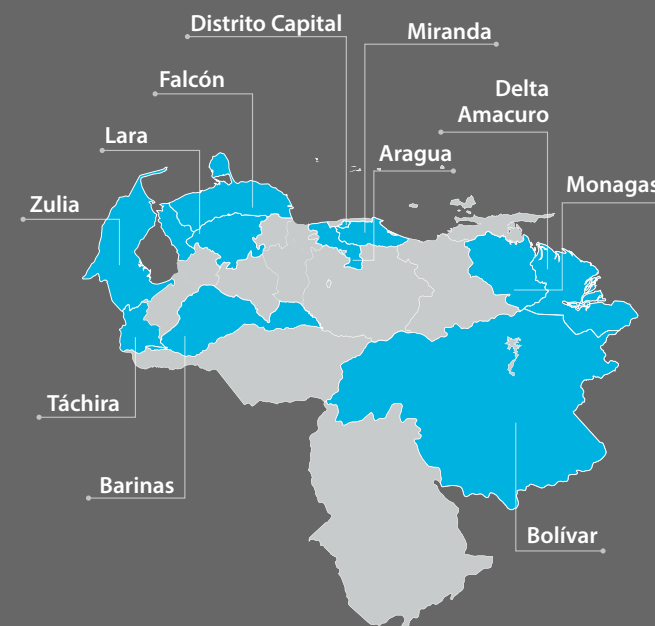 Distrito Capital
Miranda
Falcón
Delta
Amacuro
Lara
Aragua
Monagas
Zulia
Táchira
Barinas
Bolívar